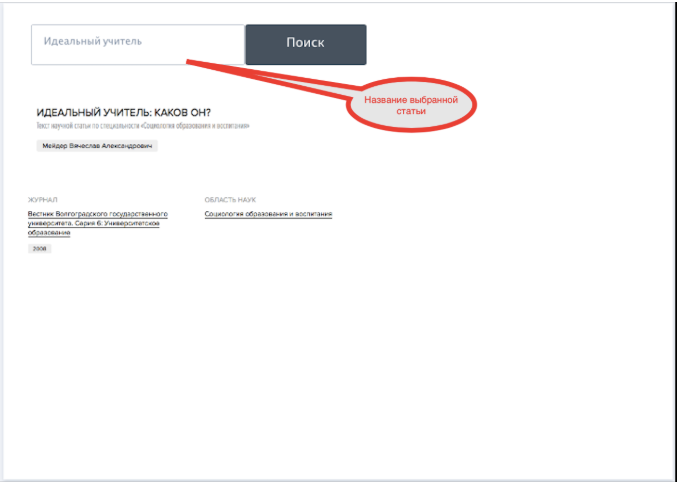 Идеальный учитель
Поиск
Название выбранной
статьи
ИДЕАЛЬНЫЙ УЧИТЕЛЬ: КАКОВ ОН?
Текст научной статьи по специальности «Социология образования и воспитания»
Мейдер Вячеслав Александрович
ЖУРНАЛ
Вестник Волгоградского государственного
университета. Серия 6: Университетское
образование
2008
ОБЛАСТЬ НАУК
Социология образования и воспитания